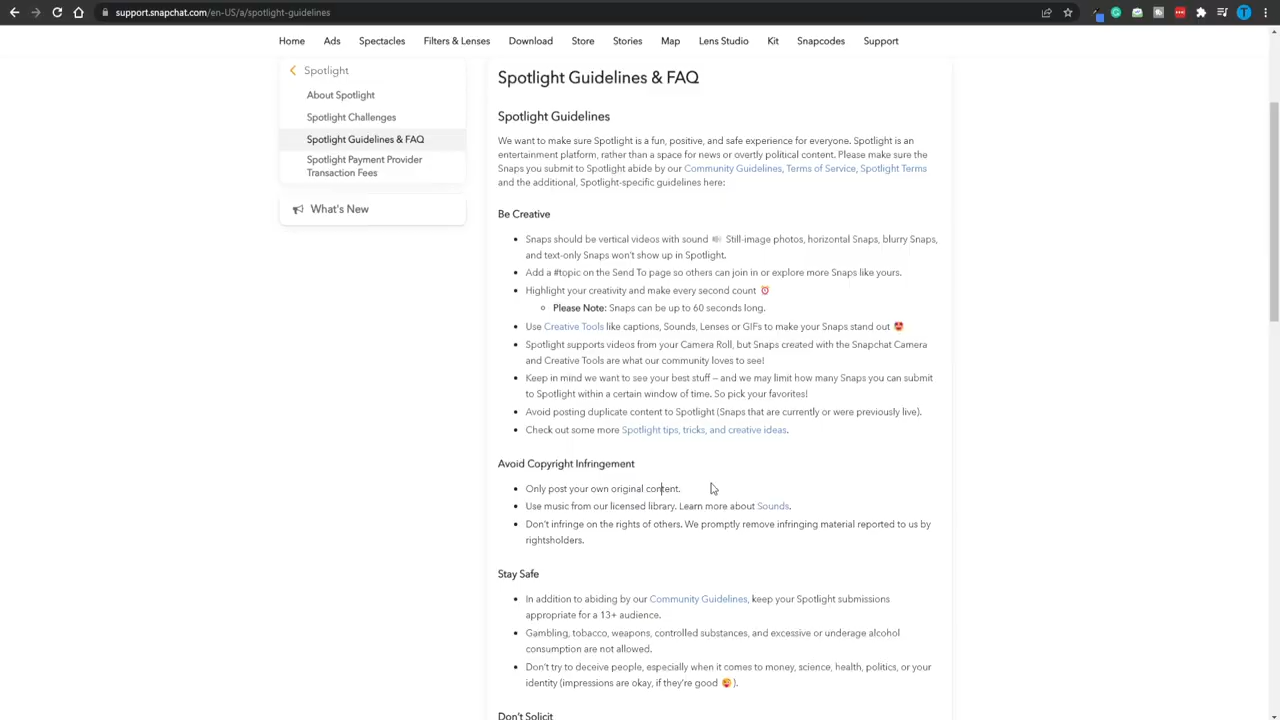 support.snapchat.com/en-US/a/spotlight-guidelines
Home Ads Spectacles Filters & Lenses Download Store Stories Map Lens Studio Kit Snapcodes Support
Spotlight
About Spotlight
Spotlight Challenges
Spotlight Guidelines & FAQ
Spotlight Payment Provider
Transaction Fees
What's New
Spotlight Guidelines & FAQ
Spotlight Guidelines
We want to make sure Spotlight is a fun, positive, and safe experience for everyone. Spotlight is an
entertainment platform, rather than a space for news or overtly political content. Please make sure the
Snaps you submit to Spotlight abide by our Community Guidelines, Terms of Service, Spotlight Terms
and the additional, Spotlight-specific guidelines here:
Be Creative
Snaps should be vertical videos with sound 🔊 Still-image photos, horizontal Snaps, blurry Snaps,
and text-only Snaps won't show up in Spotlight.
Add a #topic on the Send To page so others can join in or explore more Snaps like yours.
Highlight your creativity and make every second count ⏰
Please Note: Snaps can be up to 60 seconds long.
Use Creative Tools like captions, Sounds, Lenses or GIFs to make your Snaps stand out 😍
Spotlight supports videos from your Camera Roll, but Snaps created with the Snapchat Camera
and Creative Tools are what our community loves to see!
Keep in mind we want to see your best stuff — and we may limit how many Snaps you can submit
to Spotlight within a certain window of time. So pick your favorites!
Avoid posting duplicate content to Spotlight (Snaps that are currently or were previously live).
Check out some more Spotlight tips, tricks, and creative ideas.
Avoid Copyright Infringement
Only post your own original content.
Use music from our licensed library. Learn more about Sounds.
Don't infringe on the rights of others. We promptly remove infringing material reported to us by
rightsholders.
Stay Safe
In addition to abiding by our Community Guidelines, keep your Spotlight submissions
appropriate for a 13+ audience.
Gambling, tobacco, weapons, controlled substances, and excessive or underage alcohol
consumption are not allowed.
Don't try to deceive people, especially when it comes to money, science, health, politics, or your
identity (impressions are okay, if they're good 😜 ).
Don't Solicit